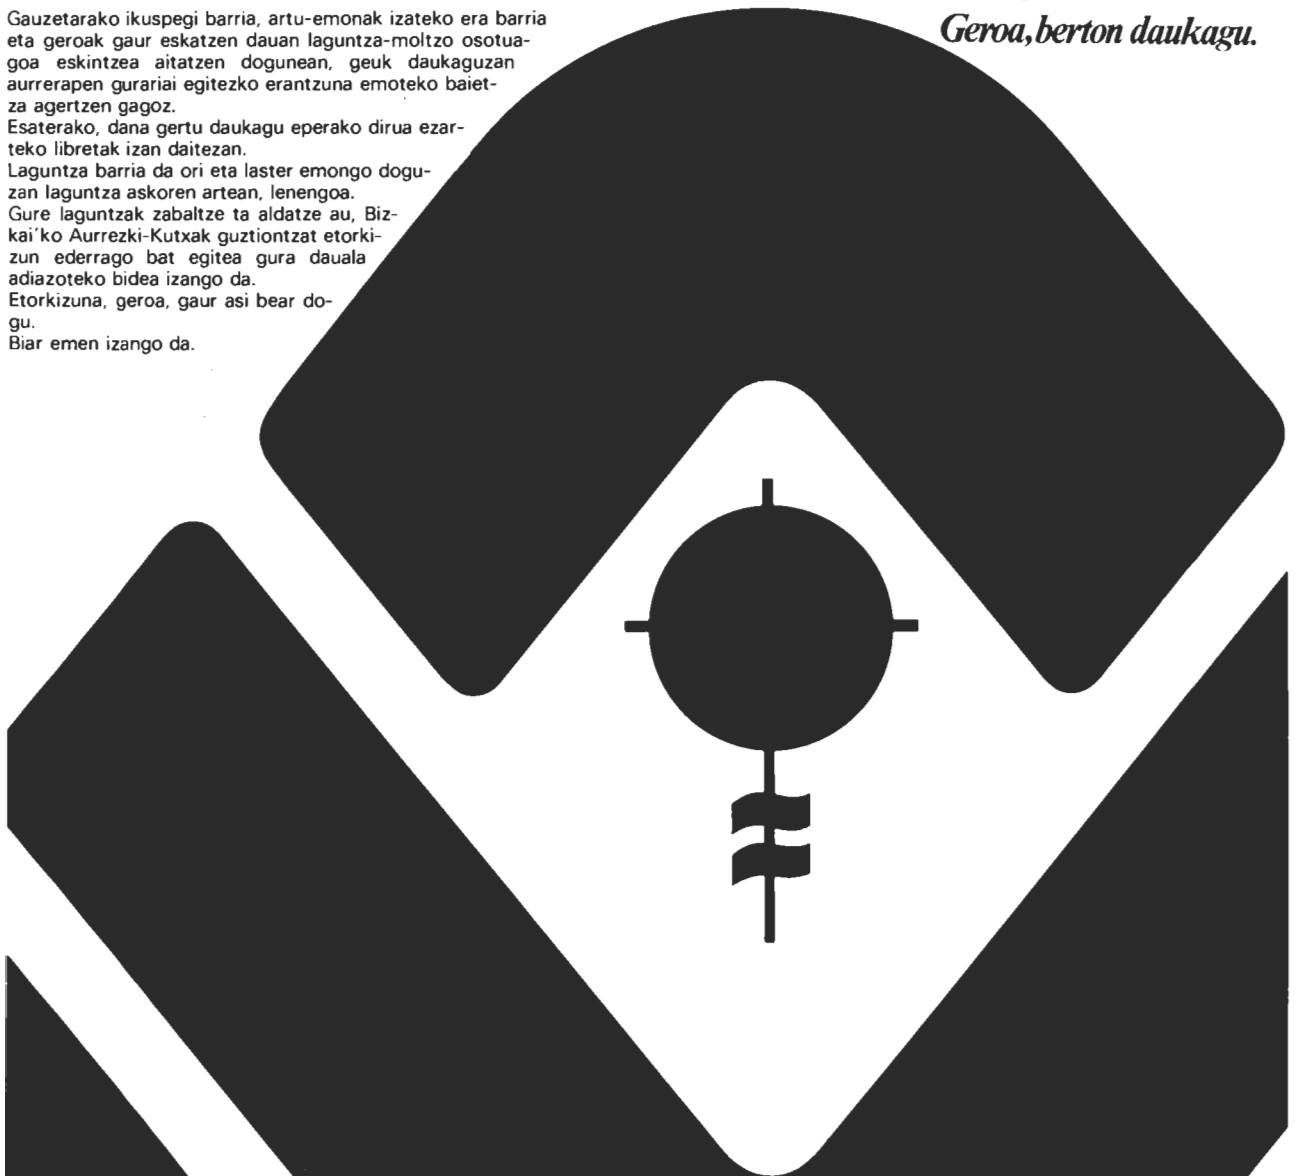 Gauzetarako ikuspegi barria, artu-emonak izateko era barria
eta geroak gaur eskatzen dauan laguntza-moltzo osotua-
goa eskintzea aitatzen dogunean, geuk daukaguzan
aurrerapen gurariai egitezko erantzuna emoteko baiet-
za agertzen gagoz.
Esaterako, dana gertu daukagu eperako dirua ezar-
teko libretak izan daitezan.
Laguntza barria da ori eta laster emongo dogu-
zan laguntza askoren artean, lenengoa.
Gure laguntzak zabaltze ta aldatze au, Biz-
kai'ko Aurrezki-Kutxak guztiontzat etorki-
zun ederrago bat egitea gura dauala
adiazoteko bidea izango da.
Etorkizuna, geroa, gaur asi bear do-
gu.
Biar emen izango da.
Geroa, berton daukagu.